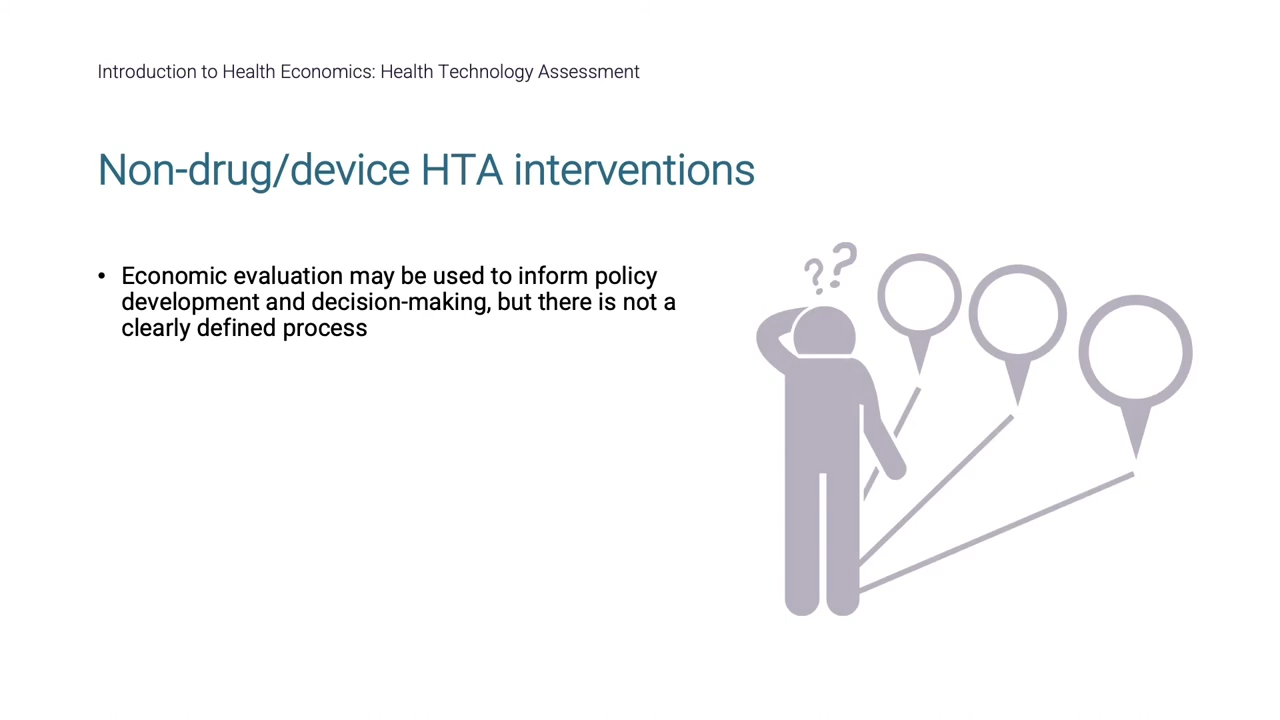 Introduction to Health Economics: Health Technology Assessment
Non-drug/device HTA interventions
• Economic evaluation may be used to inform policy
development and decision-making, but there is not a
clearly defined process
? ?